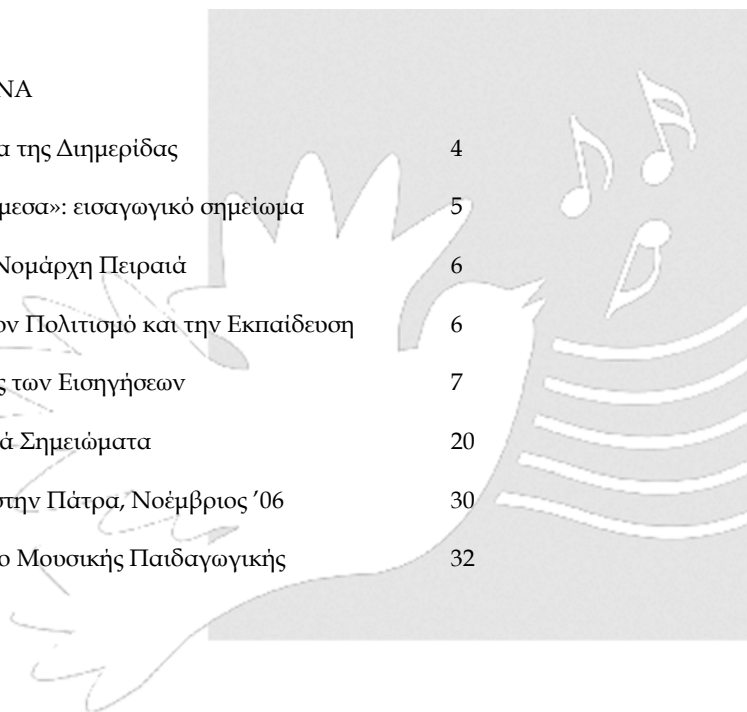 ΝΑ
α της Διημερίδας 4
μεσα»: εισαγωγικό σημείωμα 5
Νομάρχη Πειραιά 6
ον Πολιτισμό και την Εκπαίδευση 6
ς των Εισηγήσεων 7
ά Σημειώματα 20
στην Πάτρα, Νοέμβριος ’06 30
ο Μουσικής Παιδαγωγικής 32